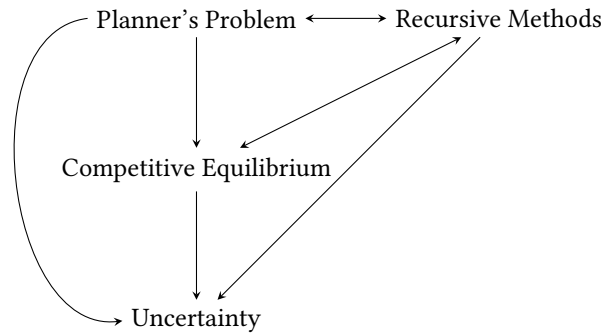 Planner's Problem
Recursive Methods
Competitive Equilibrium
Uncertainty